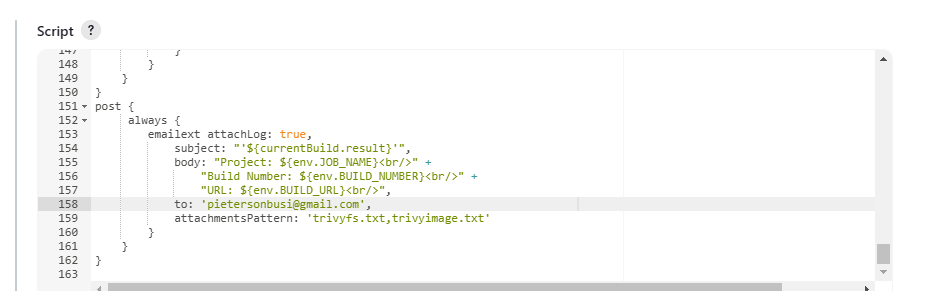 Script ?
147 }
148 }
149 }
150 }
151 post {
152 always {
153 emailext attachLog: true,
154 subject: "'${currentBuild.result}'",
155 body: "Project: ${env.JOB_NAME}<br/>" +
156 "Build Number: ${env.BUILD_NUMBER}<br/>" +
157 "URL: ${env.BUILD_URL}<br/>",
158 to: 'pietersonbusi@gmail.com',
159 attachmentsPattern: 'trivyfs.txt,trivyimage.txt'
160 }
161 }
162 }
163